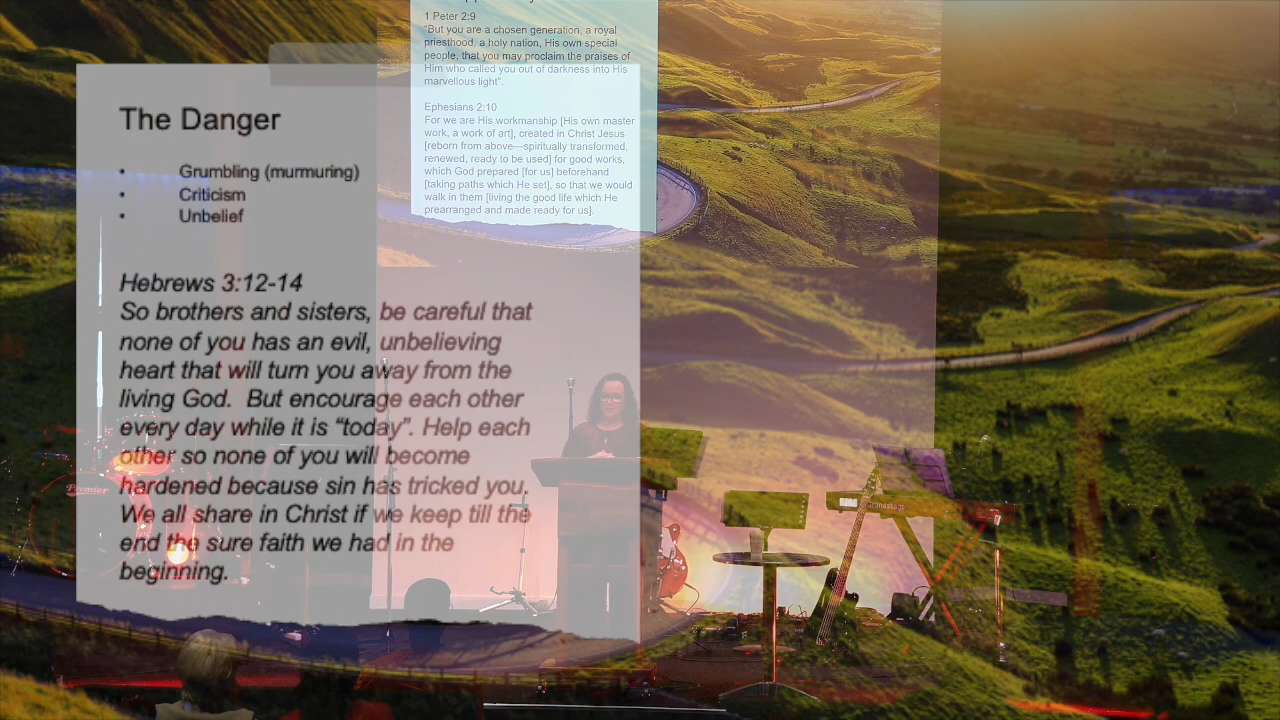 1 Peter 2:9
"But you are a chosen generation, a royal
priesthood, a holy nation, His own special
people, that you may proclaim the praises of
Him who called you out of darkness into His
marvellous light".
Ephesians 2:10
For we are His workmanship [His own master
work, a work of art], created in Christ Jesus
[reborn from above—spiritually transformed,
renewed, ready to be used] for good works,
which God prepared [for us] beforehand
[taking paths which He set], so that we would
walk in them [living the good life which He
prearranged and made ready for us].
The Danger
• Grumbling (murmuring)
• Criticism
• Unbelief
Hebrews 3:12-14
So brothers and sisters, be careful that
none of you has an evil, unbelieving
heart that will turn you away from the
living God. But encourage each other
every day while it is "today". Help each
other so none of you will become
hardened because sin has tricked you.
We all share in Christ if we keep till the
end the sure faith we had in the
beginning.
Premier